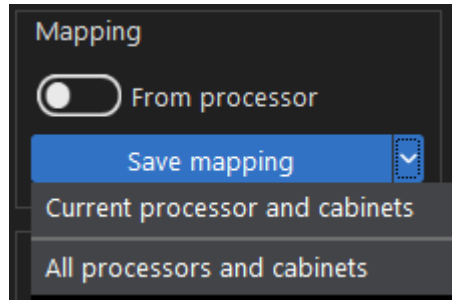 Mapping
From processor
Save mapping
Current processor and cabinets
All processors and cabinets